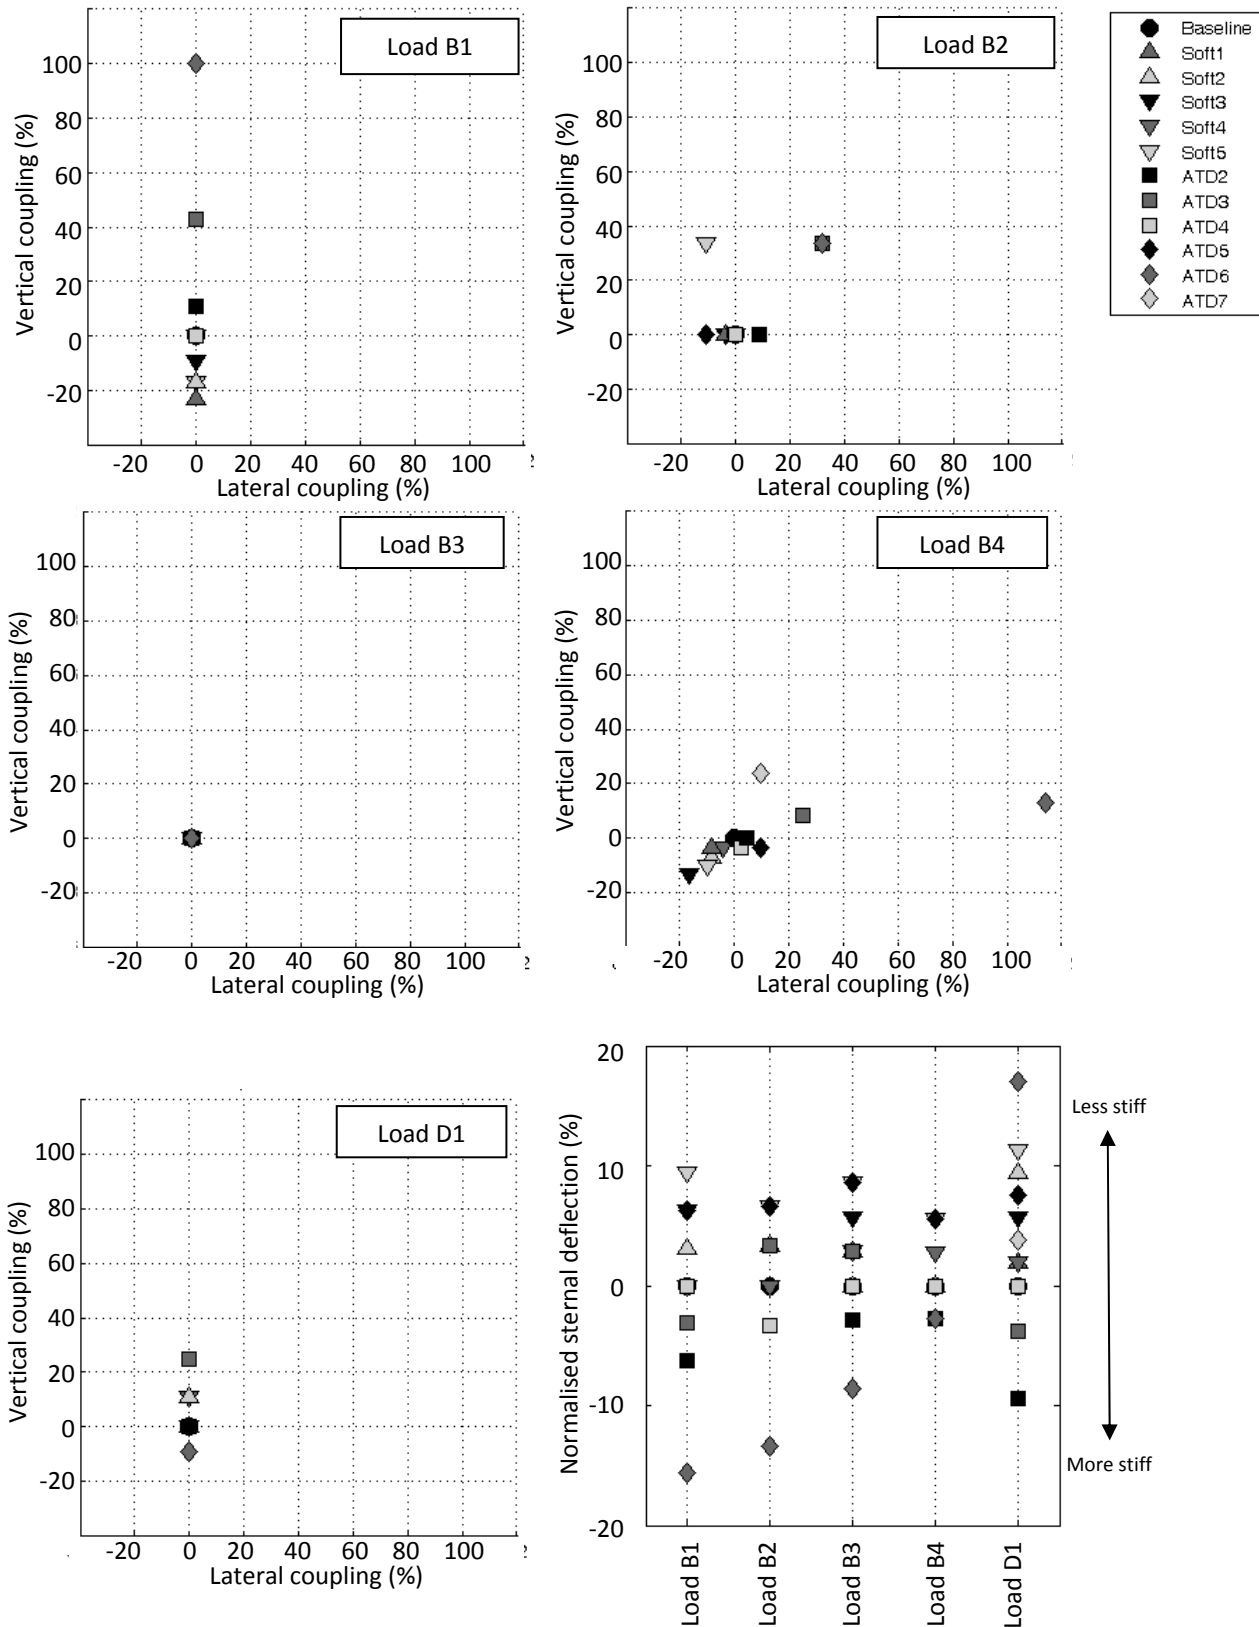 Load B1
Vertical coupling (%)
100
80
60
40
20
0
-20
-20 0 20 40 60 80 100
Lateral coupling (%)
Load B2
Vertical coupling (%)
100
80
60
40
20
0
-20
-20 0 20 40 60 80 100
Lateral coupling (%)
Baseline
Soft1
Soft2
Soft3
Soft4
Soft5
ATD2
ATD3
ATD4
ATD5
ATD6
ATD7
Load B3
Vertical coupling (%)
100
80
60
40
20
0
-20
-20 0 20 40 60 80 100
Lateral coupling (%)
Load B4
Vertical coupling (%)
100
80
60
40
20
0
-20
-20 0 20 40 60 80 100
Lateral coupling (%)
Load D1
Vertical coupling (%)
100
80
60
40
20
0
-20
-20 0 20 40 60 80 100
Lateral coupling (%)
Normalised sternal deflection (%)
20
10
0
-10
-20
Load B1
Load B2
Load B3
Load B4
Load D1
Less stiff
More stiff